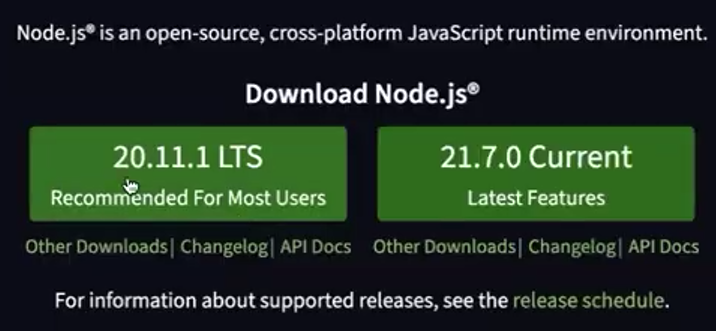 Node.js® is an open-source, cross-platform JavaScript runtime environment.
Download Node.js®
20.11.1 LTS
Recommended For Most Users
Other Downloads| Changelog| API Docs
21.7.0 Current
Latest Features
Other Downloads| Changelog| API Docs
For information about supported releases, see the release schedule.